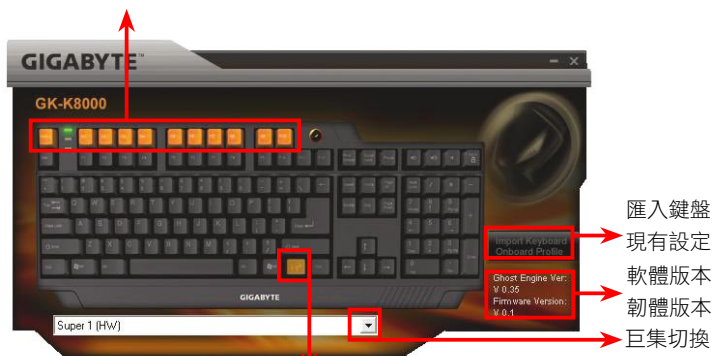 GIGABYTE™
GK-K8000
Import Keyboard
Onboard Profile
Ghost Engine Ver:
V 0.35
Firmware Version:
V 0.1
GIGABYTE
Super 1 (HW)
匯入鍵盤
現有設定
軟體版本
韌體版本
巨集切換